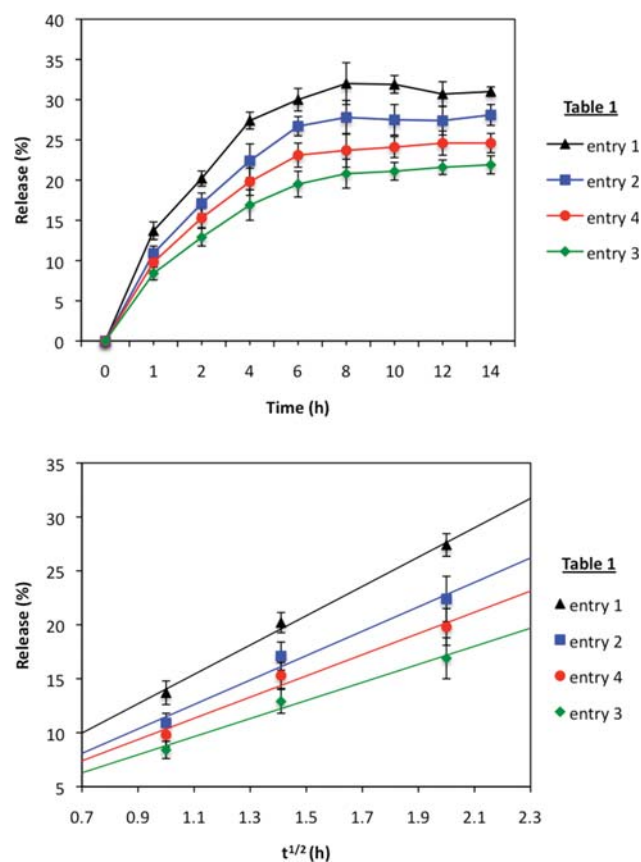 40
35
30
25
20
15
10
5
0
Release (%)
0 1 2 4 6 8 10 12 14
Time (h)
Table 1
entry 1
entry 2
entry 4
entry 3
35
30
25
20
15
10
5
Release (%)
0.7 0.9 1.1 1.3 1.5 1.7 1.9 2.1 2.3
t^{1/2} (h)
Table 1
entry 1
entry 2
entry 4
entry 3